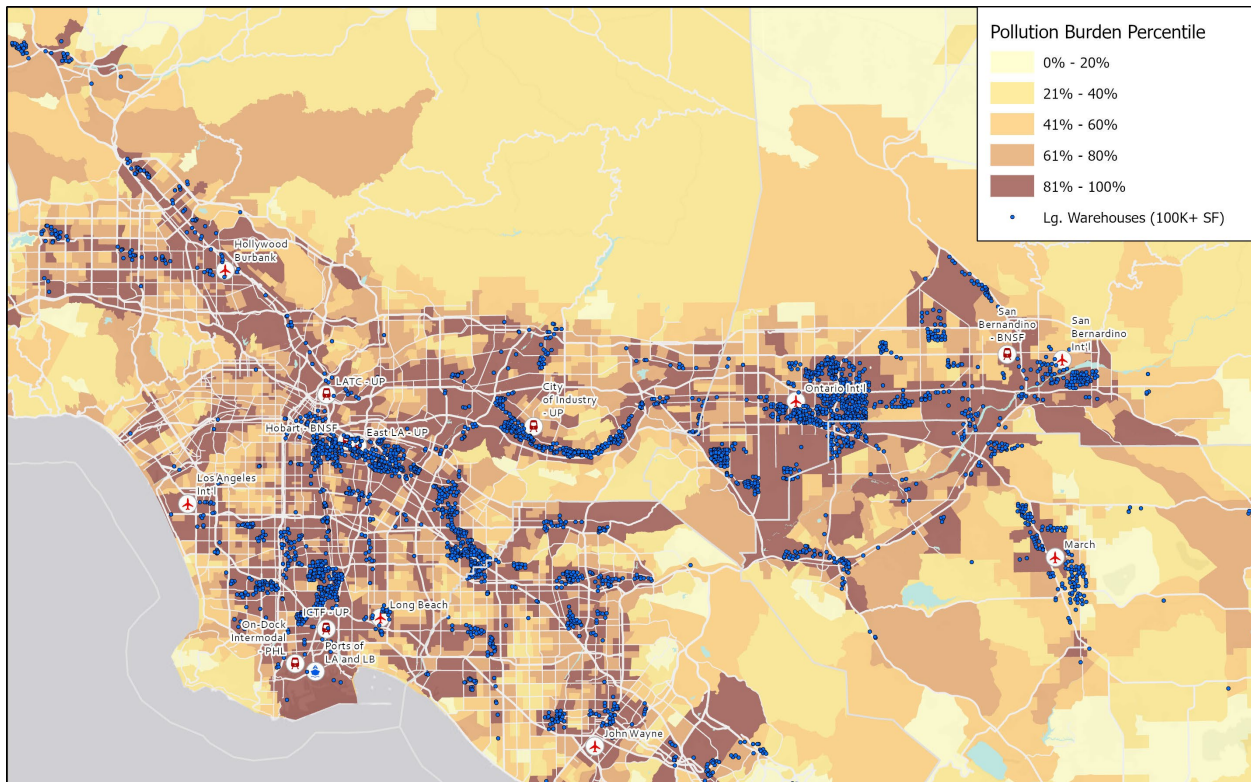 Pollution Burden Percentile
0% - 20%
21% - 40%
41% - 60%
61% - 80%
81% - 100%
Lg. Warehouses (100K+ SF)
Hollywood
Burbank
San
Bernandino
- BNSF
San
Bernardino
Int'l
LATC - UP
City
of Industry
- UP
Ontario Int'l
Hobart - BNSF
East LA - UP
Los Angeles
Int'l
March
ICTF - UP
Long Beach
On-Dock
Intermodal
- PHL
Ports of
LA and LB
John Wayne